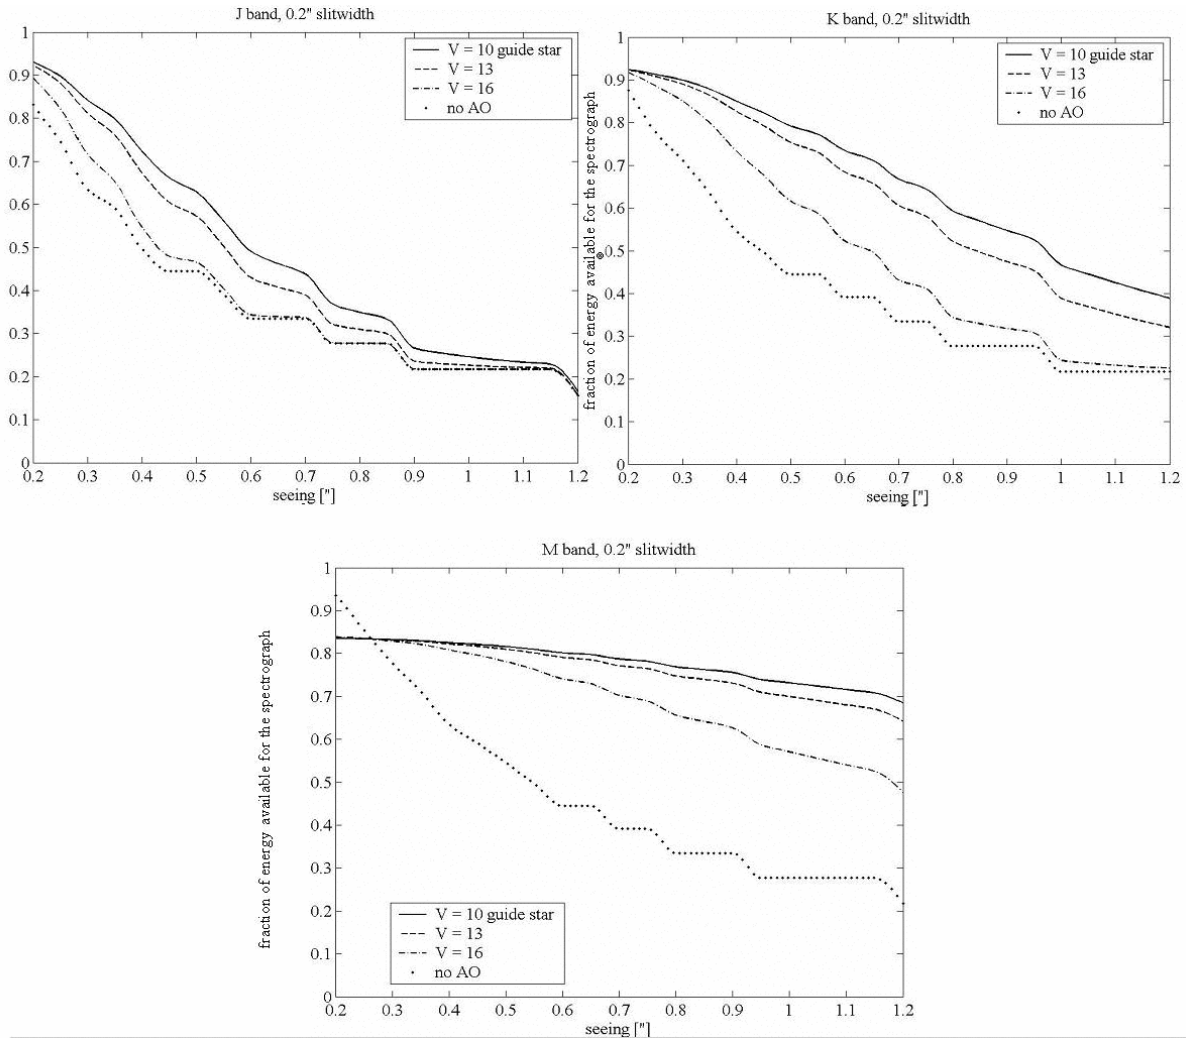 J band, 0.2" slitwidth
1
0.9
0.8
0.7
0.6
0.5
0.4
0.3
0.2
0.1
0
V = 10 guide star
V = 13
V = 16
no AO
0.2 0.3 0.4 0.5 0.6 0.7 0.8 0.9 1 1.1 1.2
seeing ["]
K band, 0.2" slitwidth
fraction of energy available for the spectrograph
1
0.9
0.8
0.7
0.6
0.5
0.4
0.3
0.2
0.1
0
V = 10 guide star
V = 13
V = 16
no AO
0.2 0.3 0.4 0.5 0.6 0.7 0.8 0.9 1 1.1 1.2
seeing ["]
M band, 0.2" slitwidth
fraction of energy available for the spectrograph
1
0.9
0.8
0.7
0.6
0.5
0.4
0.3
0.2
0.1
0
V = 10 guide star
V = 13
V = 16
no AO
0.2 0.3 0.4 0.5 0.6 0.7 0.8 0.9 1 1.1 1.2
seeing ["]